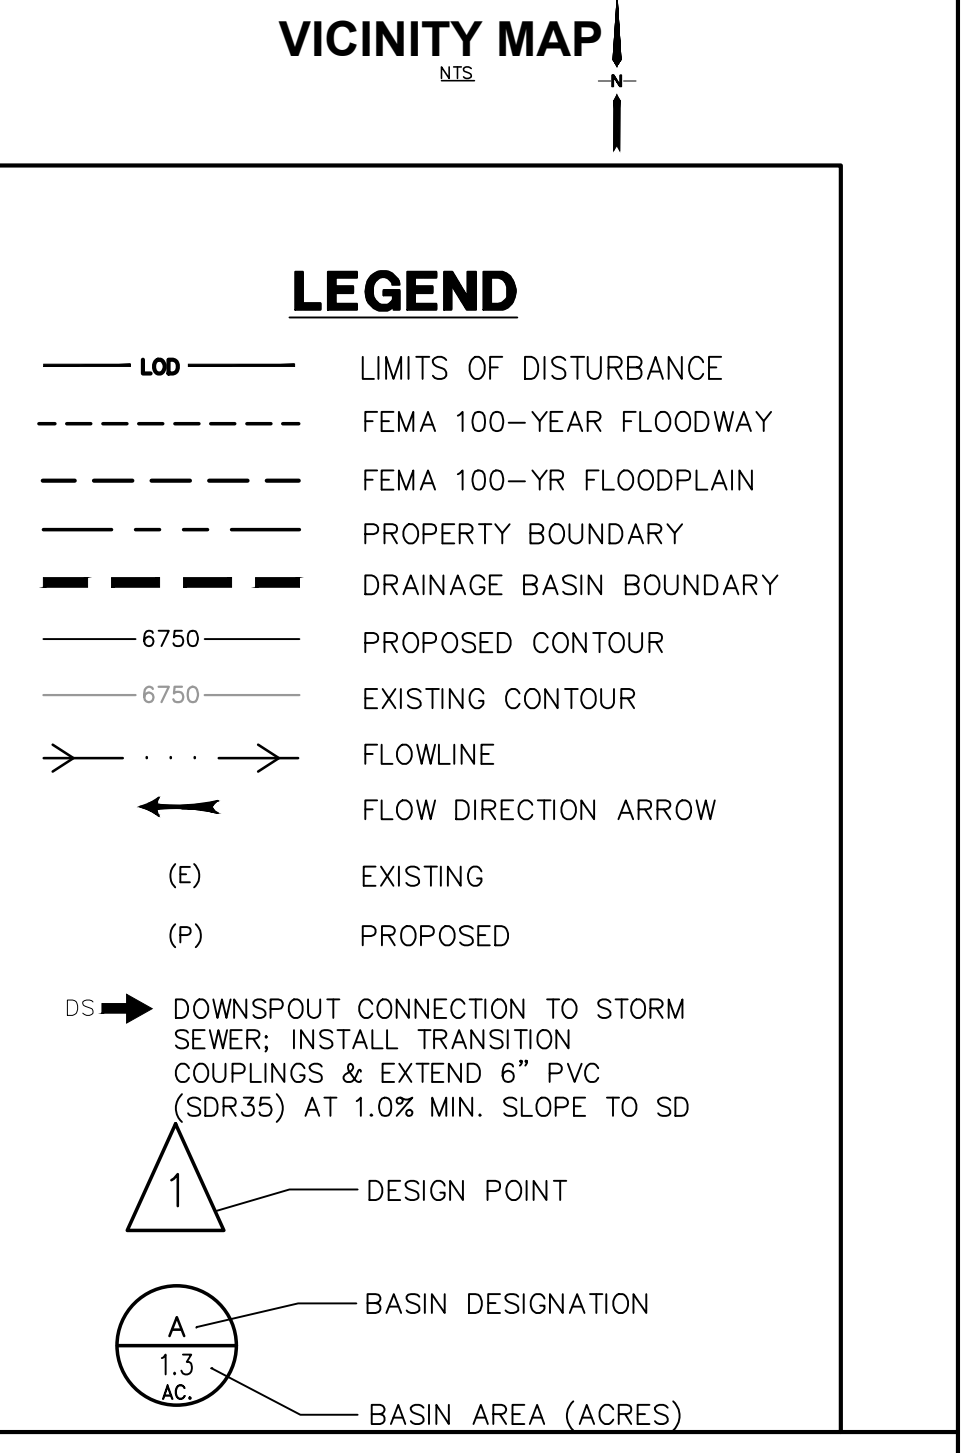 VICINITY MAP
NTS
N
LEGEND
LOD LIMITS OF DISTURBANCE
FEMA 100-YEAR FLOODWAY
FEMA 100-YR FLOODPLAIN
PROPERTY BOUNDARY
DRAINAGE BASIN BOUNDARY
6750 PROPOSED CONTOUR
6750 EXISTING CONTOUR
FLOWLINE
FLOW DIRECTION ARROW
(E) EXISTING
(P) PROPOSED
DS DOWNSPOUT CONNECTION TO STORM
SEWER; INSTALL TRANSITION
COUPLINGS & EXTEND 6" PVC
(SDR35) AT 1.0% MIN. SLOPE TO SD
1 DESIGN POINT
BASIN DESIGNATION
A
1.3
AC.
BASIN AREA (ACRES)